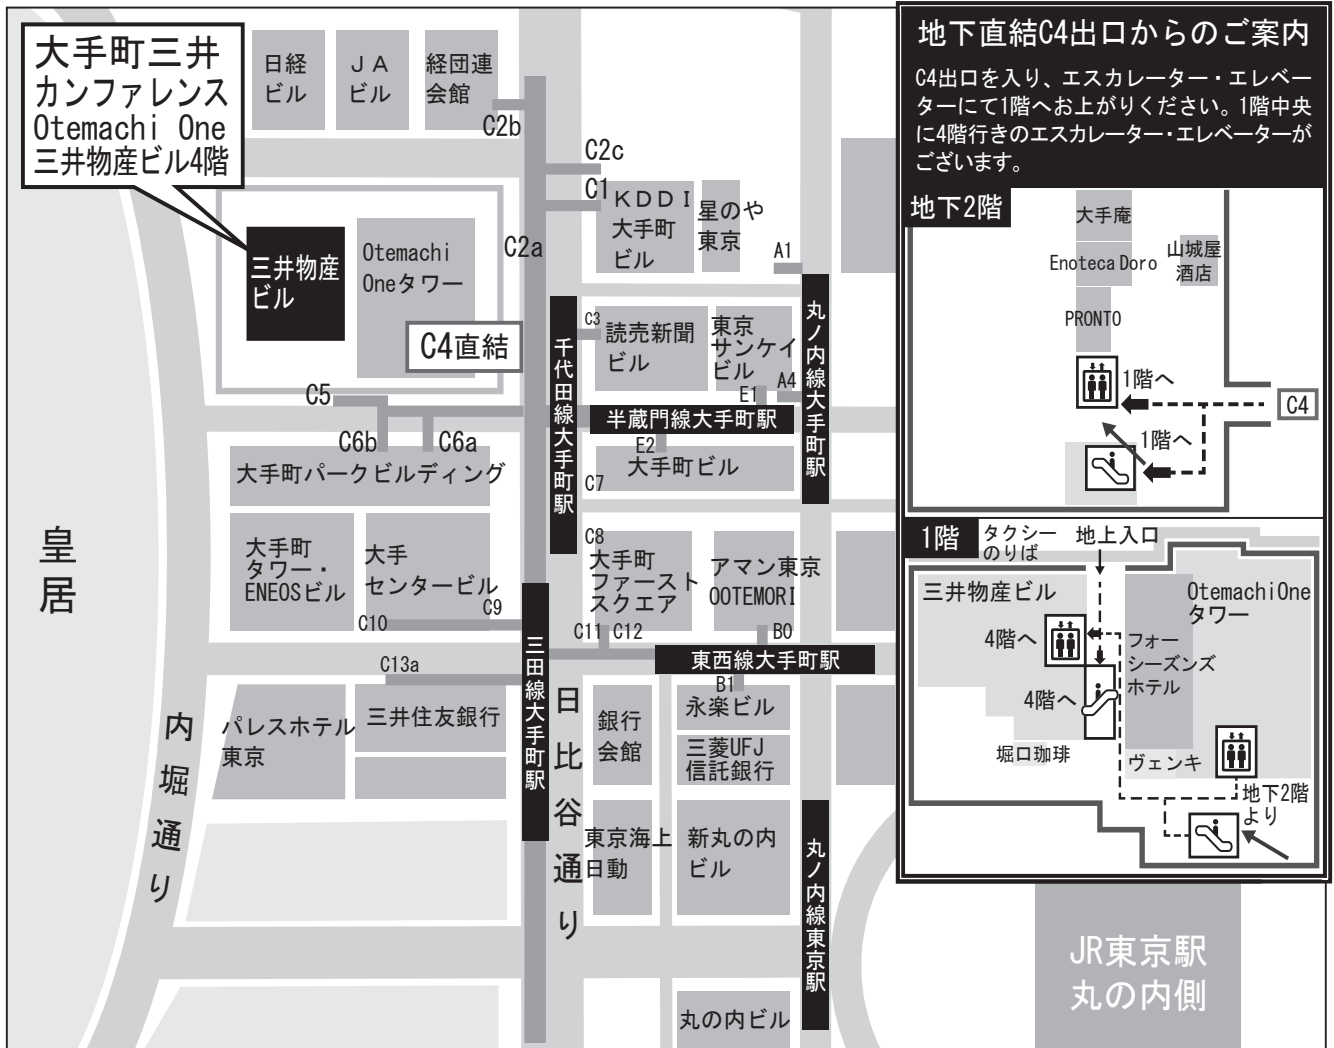 大手町三井
カンファレンス
Otemachi One
三井物産ビル4階
日経
ビル
JA
ビル
経団連
会館
C2b
C2c
C1
KDDI
大手町
ビル
星のや
東京
A1
C2a
三井物産
ビル
Otemachi
Oneタワー
C4直結
C3
読売新聞
ビル
東京
サンケイ
ビル
A4
E1
千代田線大手町駅
丸ノ内線大手町駅
半蔵門線大手町駅
C5
C6b
C6a
E2
大手町パークビルディング
大手町ビル
C7
皇居
大手町
タワー・
ENEOSビル
大手
センタービル
C8
大手町
ファースト
スクエア
アマン東京
OOTEMORI
C10
C9
C11
C12
B0
三田線大手町駅
東西線大手町駅
C13a
B1
内堀通り
パレスホテル
東京
三井住友銀行
日比谷通り
銀行
会館
永楽ビル
三菱UFJ
信託銀行
東京海上
日動
新丸の内
ビル
丸ノ内線東京駅
丸の内ビル
JR東京駅
丸の内側
地下直結C4出口からのご案内
C4出口を入り、エスカレーター・エレベー
ターにて1階へお上がりください。1階中央
に4階行きのエスカレーター・エレベーターが
ございます。
地下2階
大手庵
Enoteca Doro
山城屋
酒店
PRONTO
1階へ
C4
1階へ
1階
タクシー
のりば
地上入口
三井物産ビル
OtemachiOne
タワー
4階へ
フォー
シーズンズ
ホテル
4階へ
堀口珈琲
ヴェンキ
地下2階
より